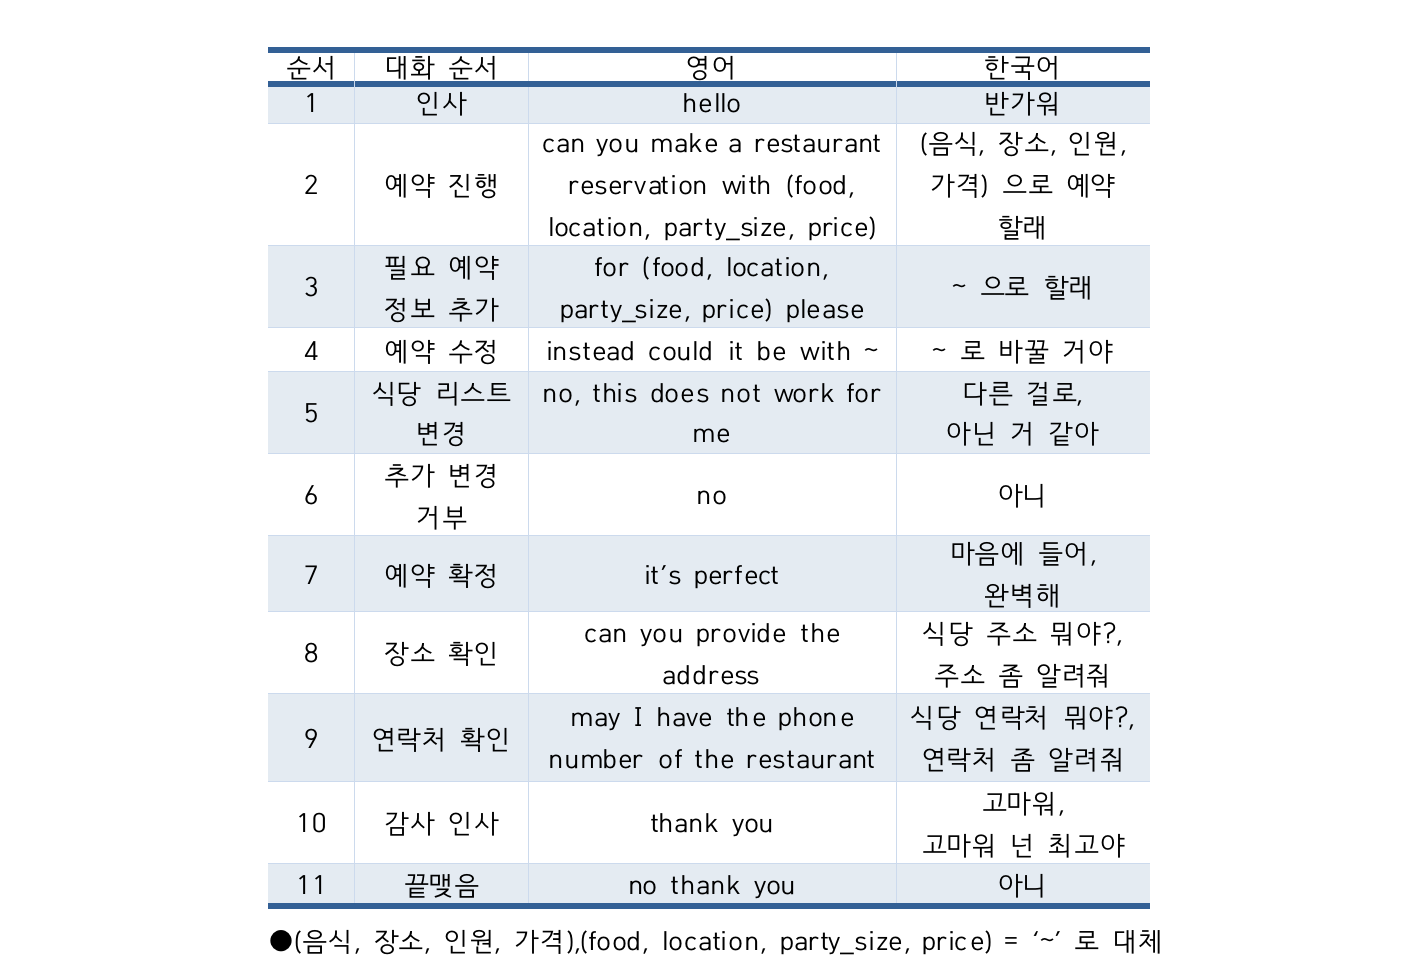 순서 대화 순서 영어 한국어
1 인사 hello 반가워
can you make a restaurant (음식, 장소, 인원,
2 예약 진행 reservation with (food, 가격) 으로 예약
location, party_size, price) 할래
필요 예약 for (food, location,
3 ~ 으로 할래
정보 추가 party_size, price) please
4 예약 수정 instead could it be with ~ ~ 로 바꿀 거야
식당 리스트 no, this does not work for 다른 걸로,
5
변경 me 아닌 거 같아
추가 변경
6 no 아니
거부
마음에 들어,
7 예약 확정 it’s perfect
완벽해
can you provide the 식당 주소 뭐야?,
8 장소 확인
address 주소 좀 알려줘
may I have the phone 식당 연락처 뭐야?,
9 연락처 확인
number of the restaurant 연락처 좀 알려줘
고마워,
10 감사 인사 thank you
고마워 넌 최고야
11 끝맺음 no thank you 아니
●(음식, 장소, 인원, 가격),(food, location, party_size, price) = ‘~’ 로 대체